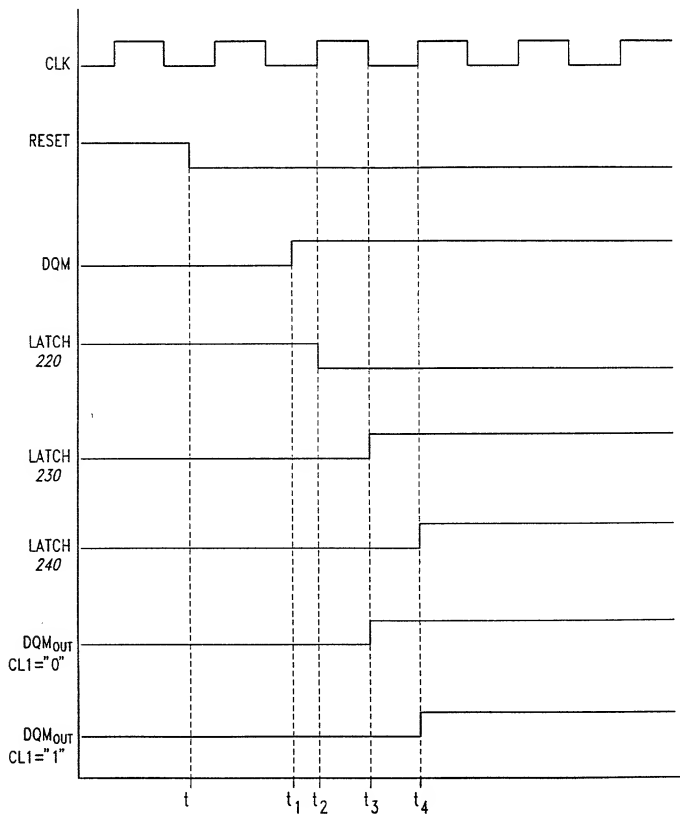 CLK
RESET
DQM
LATCH
220
LATCH
230
LATCH
240
DQMOUT
CL1="0"
DQMOUT
CL1="1"
t t1 t2 t3 t4